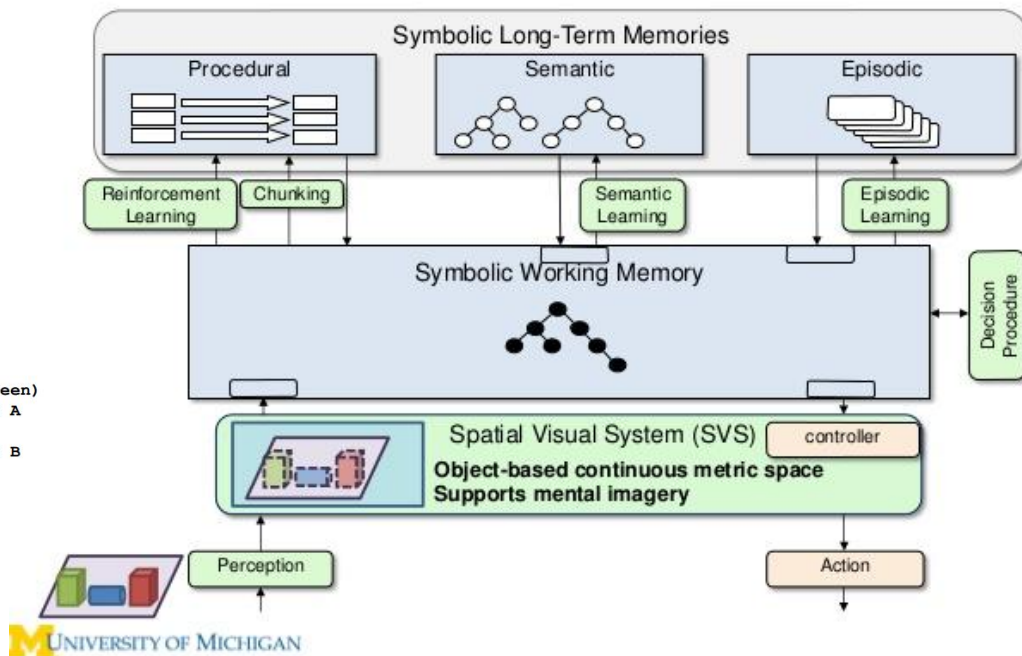 Symbolic Long-Term Memories
Procedural
Semantic
Episodic
Reinforcement
Learning
Chunking
Semantic
Learning
Episodic
Learning
Symbolic Working Memory
Decision
Procedure
een)
A
B
Spatial Visual System (SVS)
controller
Object-based continuous metric space
Supports mental imagery
Perception
Action
M UNIVERSITY OF MICHIGAN